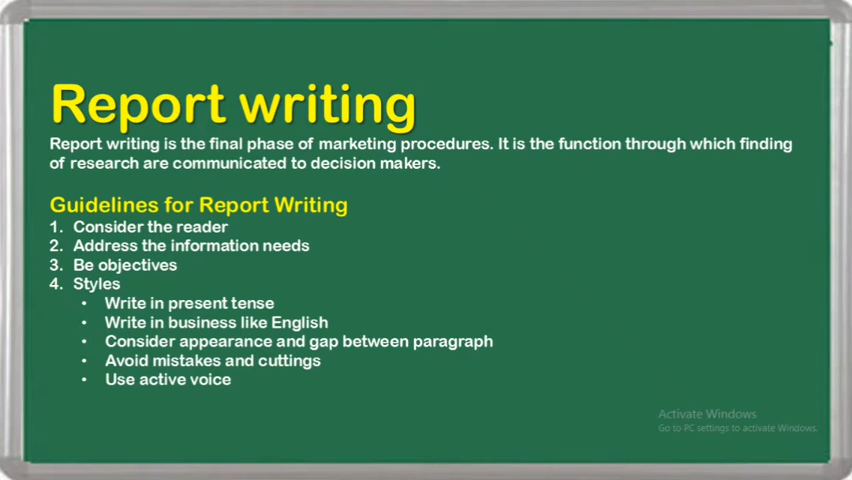 Report writing
Report writing is the final phase of marketing procedures. It is the function through which finding
of research are communicated to decision makers.
Guidelines for Report Writing
1. Consider the reader
2. Address the information needs
3. Be objectives
4. Styles
• Write in present tense
• Write in business like English
• Consider appearance and gap between paragraph
• Avoid mistakes and cuttings
• Use active voice
Activate Windows
Go to PC settings to activate Windows.